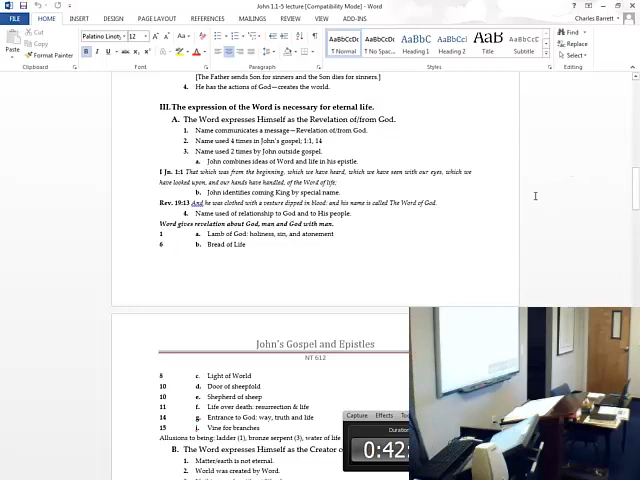 John 1.1-5 lecture [Compatibility Mode] - Word
FILE HOME INSERT DESIGN PAGE LAYOUT REFERENCES MAILINGS REVIEW VIEW ADD-INS Charles Barrett
Cut
Copy
Format Painter
Paste
Clipboard
Palatino Linot 12
Font
Paragraph
AaBbCcDc AaBbCcDc AaBbC AaBbCc AaB AaBbCcD
¶ Normal ¶ No Spac... Heading 1 Heading 2 Title Subtitle
Styles
Find
Replace
Select
Editing
[The Father sends Son for sinners and the Son dies for sinners.]
4. He has the actions of God—creates the world.
III. The expression of the Word is necessary for eternal life.
A. The Word expresses Himself as the Revelation of/from God.
1. Name communicates a message—Revelation of/from God.
2. Name used 4 times in John's gospel; 1:1, 14
3. Name used 2 times by John outside gospel.
a. John combines ideas of Word and life in his epistle.
I Jn. 1:1 That which was from the beginning, which we have heard, which we have seen with our eyes, which we
have looked upon, and our hands have handled, of the Word of life;
b. John identifies coming King by special name.
Rev. 19:13 And he was clothed with a vesture dipped in blood: and his name is called The Word of God.
4. Name used of relationship to God and to His people.
Word gives revelation about God, man and God with man.
1 a. Lamb of God: holiness, sin, and atonement
6 b. Bread of Life
John's Gospel and Epistles
NT 612
8 c. Light of World
10 d. Door of sheepfold
10 e. Shepherd of sheep
11 f. Life over death: resurrection & life
14 g. Entrance to God: way, truth and life
15 j. Vine for branches
Allusions to being: ladder (1), bronze serpent (3), water of life
B. The Word expresses Himself as the Creator o
1. Matter/earth is not eternal.
2. World was created by Word.
Capture Effects To
Duration
0:42